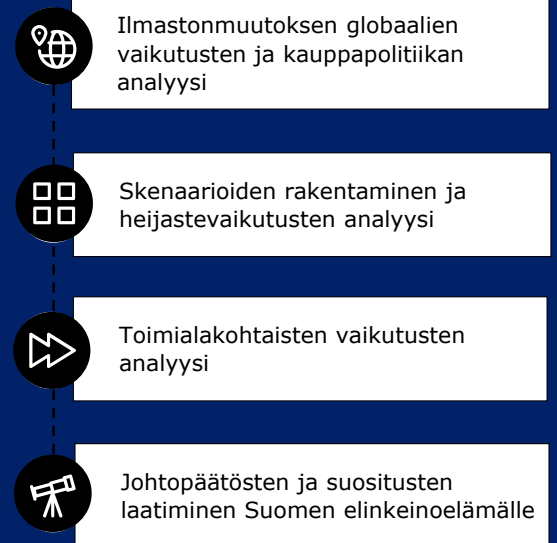 Ilmastonmuutoksen globaalien
vaikutusten ja kauppapolitiikan
analyysi
Skenaarioiden rakentaminen ja
heijastevaikutusten analyysi
Toimialakohtaisten vaikutusten
analyysi
Johtopäätösten ja suositusten
laatiminen Suomen elinkeinoelämälle